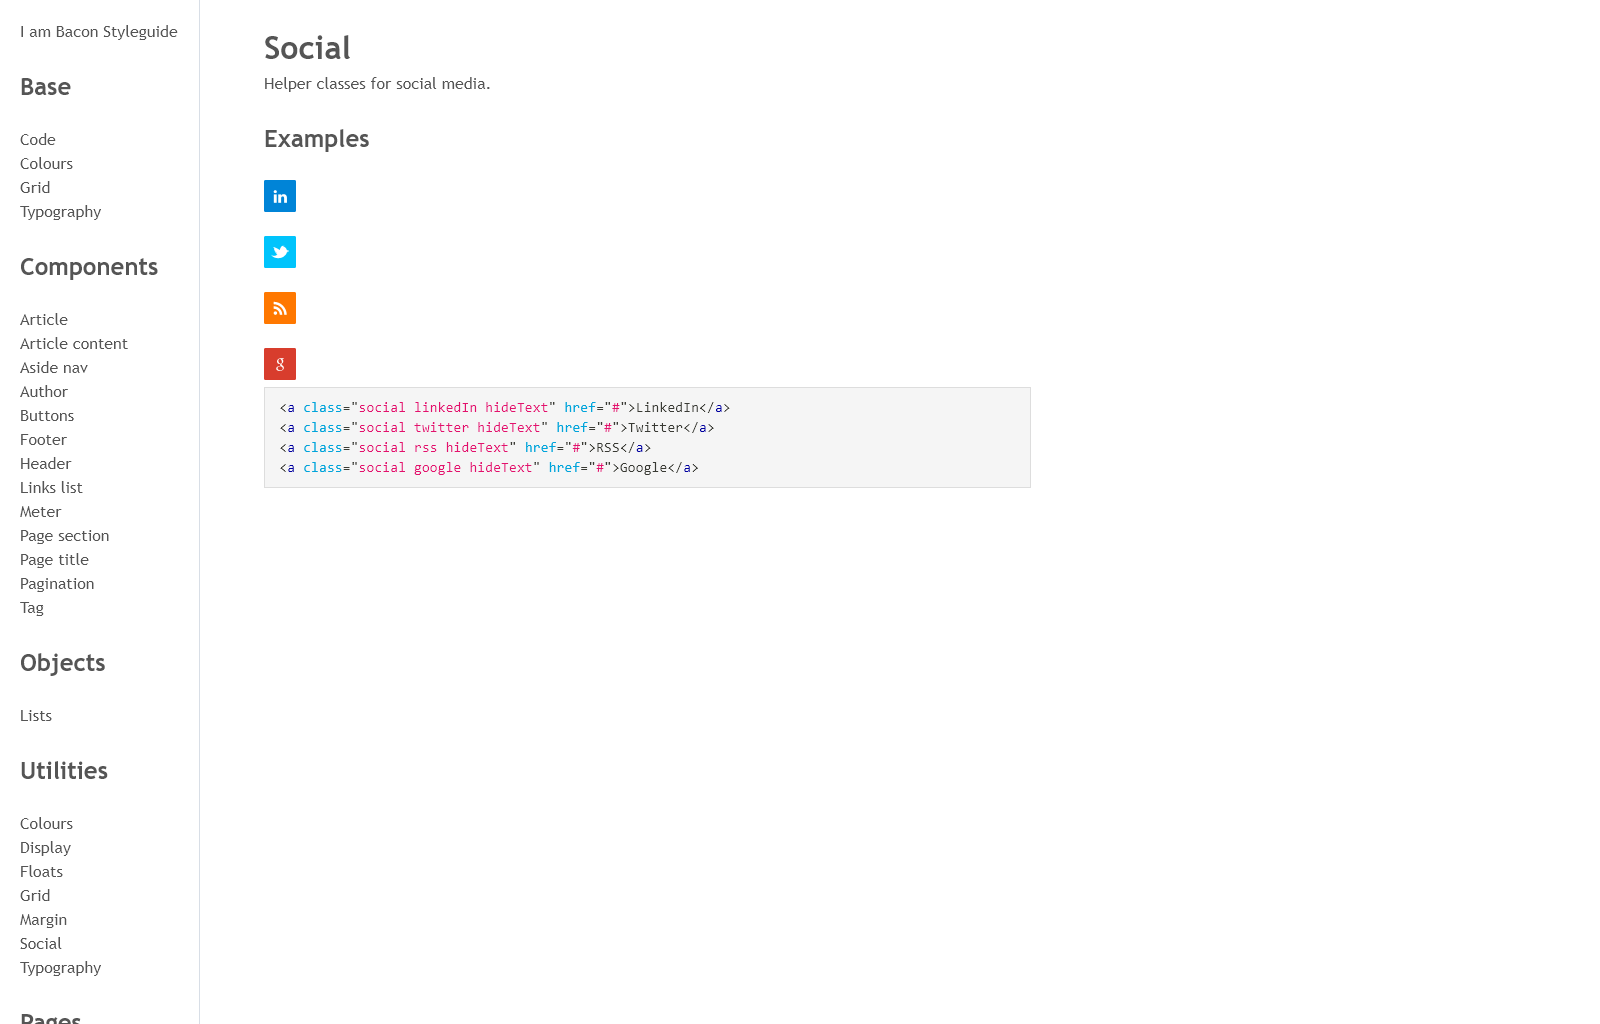 I am Bacon Styleguide
Base
Code
Colours
Grid
Typography
Components
Article
Article content
Aside nav
Author
Buttons
Footer
Header
Links list
Meter
Page section
Page title
Pagination
Tag
Objects
Lists
Utilities
Colours
Display
Floats
Grid
Margin
Social
Typography
Pages
Social
Helper classes for social media.
Examples
in
g
<a class="social linkedIn hideText" href="#">LinkedIn</a>
<a class="social twitter hideText" href="#">Twitter</a>
<a class="social rss hideText" href="#">RSS</a>
<a class="social google hideText" href="#">Google</a>